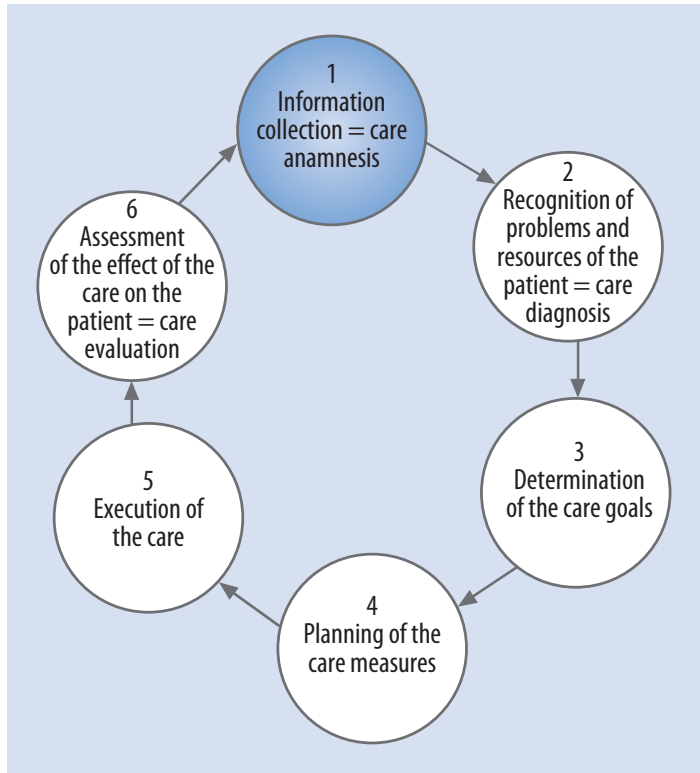 1
Information
collection = care
anamnesis
2
Recognition of
problems and
resources of the
patient = care
diagnosis
3
Determination
of the care goals
4
Planning of the
care measures
5
Execution of
the care
6
Assessment
of the effect of the
care on the
patient = care
evaluation